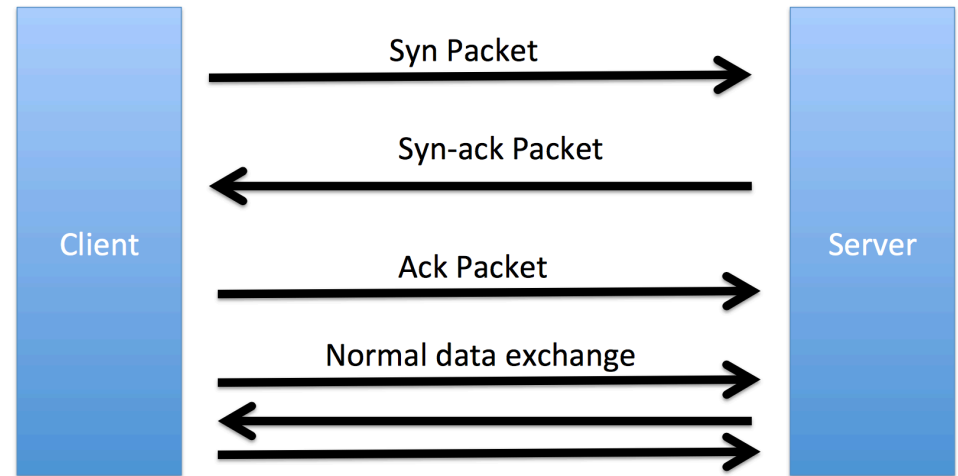 Syn Packet
Syn-ack Packet
Client
Server
Ack Packet
Normal data exchange